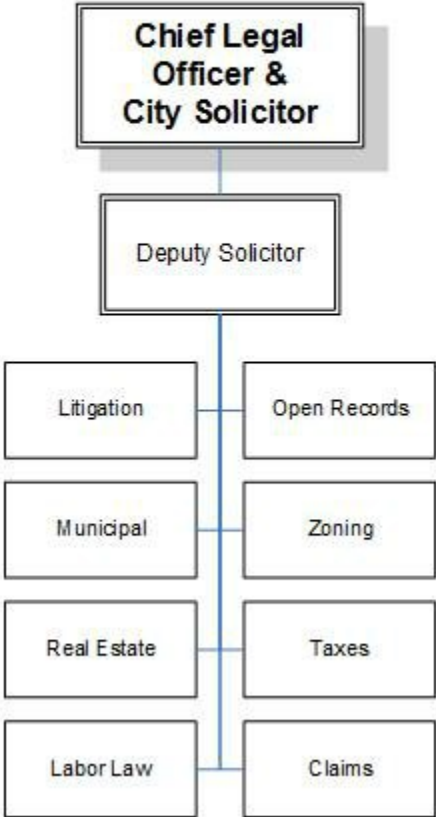 Chief Legal
Officer &
City Solicitor
Deputy Solicitor
Litigation
Open Records
Municipal
Zoning
Real Estate
Taxes
Labor Law
Claims